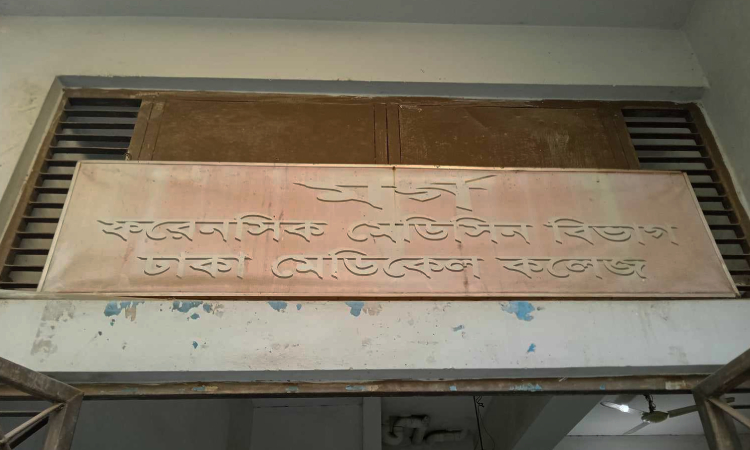 মর্গ
ফরেনসিক মেডিসিন বিভাগ
ঢাকা মেডিকেল কলেজ